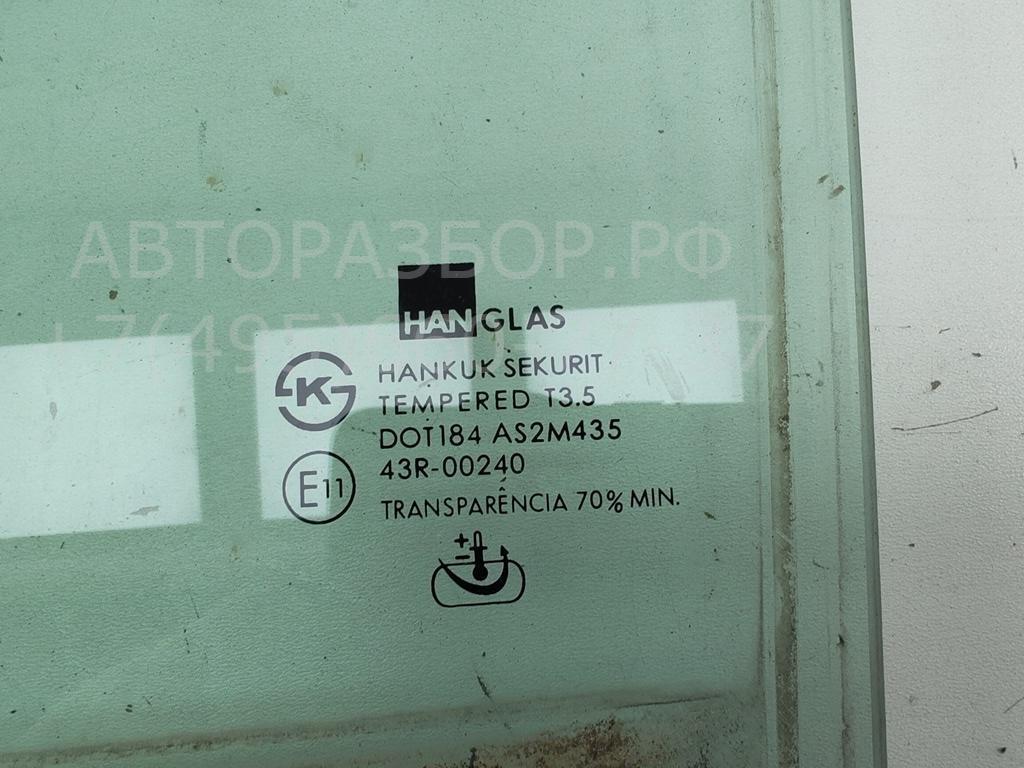 АВТОРАЗБОР.РФ
HANGLAS
HANKUK SEKURIT
TEMPERED T3.5
DOT184 AS2M435
43R-00240
E11
TRANSPARÊNCIA 70% MIN.